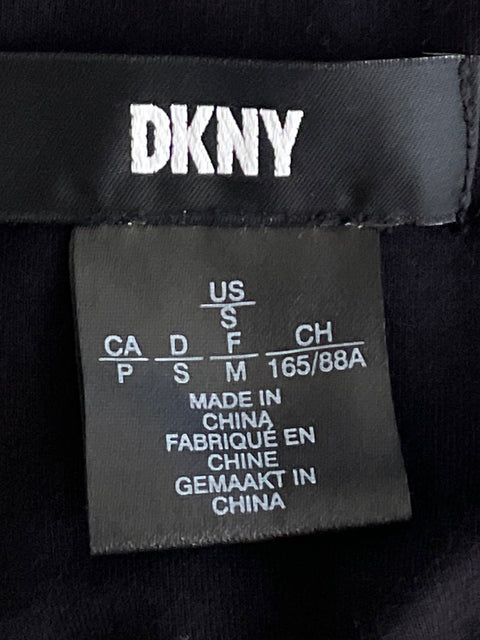 DKNY
US
S
CA D F CH
P S M 165/88A
MADE IN
CHINA
FABRIQUÉ EN
CHINE
GEMAAKT IN
CHINA